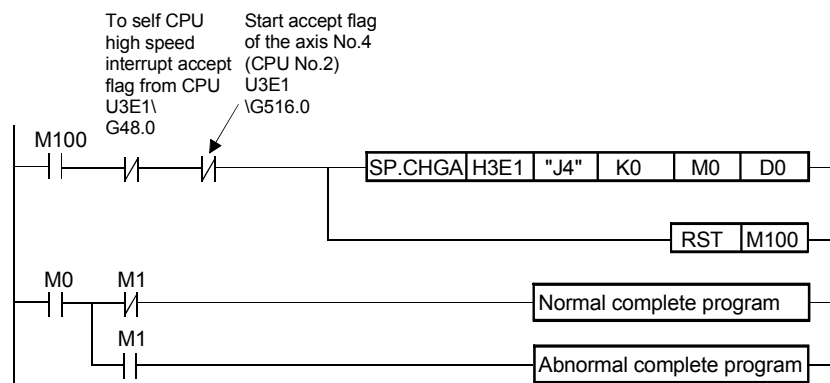 To self CPU
high speed
interrupt accept
flag from CPU
U3E1\
G48.0
Start accept flag
of the axis No.4
(CPU No.2)
U3E1
\G516.0
M100
SP.CHGA H3E1 "J4" K0 M0 D0
RST M100
M0 M1
Normal complete program
M1
Abnormal complete program